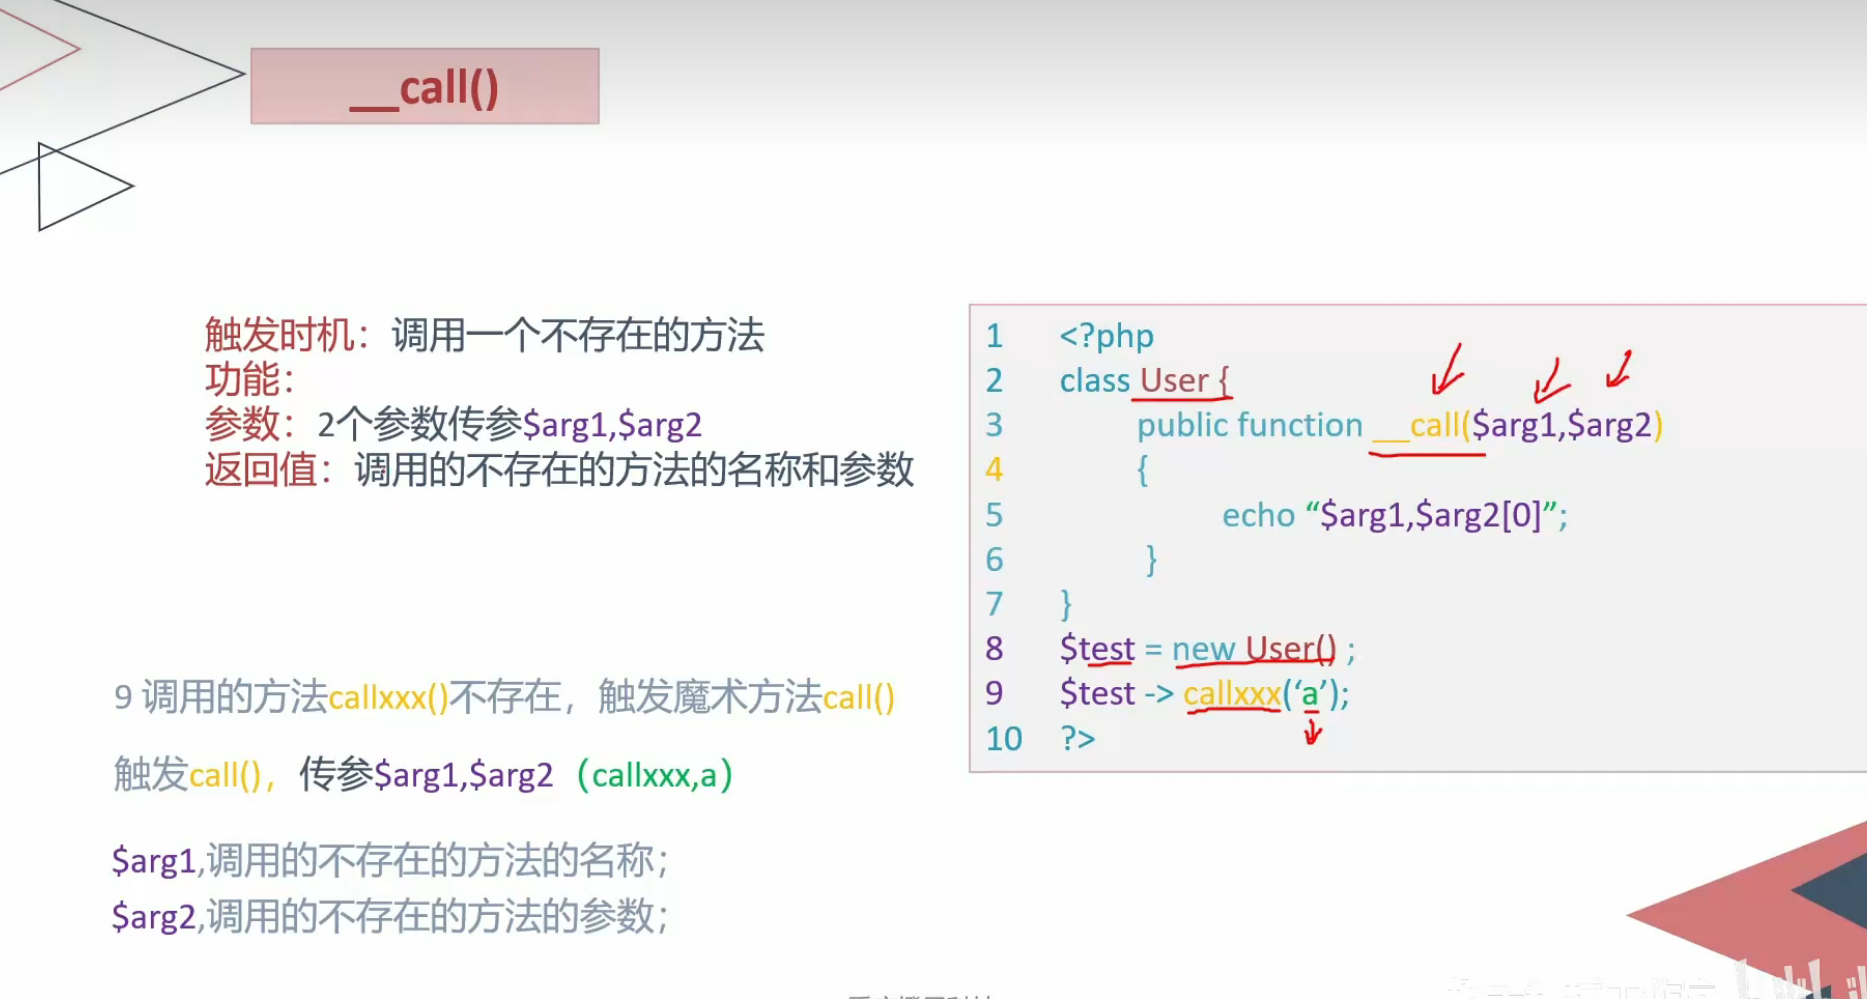 __call()
触发时机：调用一个不存在的方法
功能：
参数：2个参数传参$arg1,$arg2
返回值：调用的不存在的方法的名称和参数
9 调用的方法callxxx()不存在，触发魔术方法call()
触发call()，传参$arg1,$arg2（callxxx,a）
$arg1,调用的不存在的方法的名称；
$arg2,调用的不存在的方法的参数；
1 <?php
2 class User {
3 public function __call($arg1,$arg2)
4 {
5 echo “$arg1,$arg2[0]”;
6 }
7 }
8 $test = new User() ;
9 $test -> callxxx(‘a’);
10 ?>